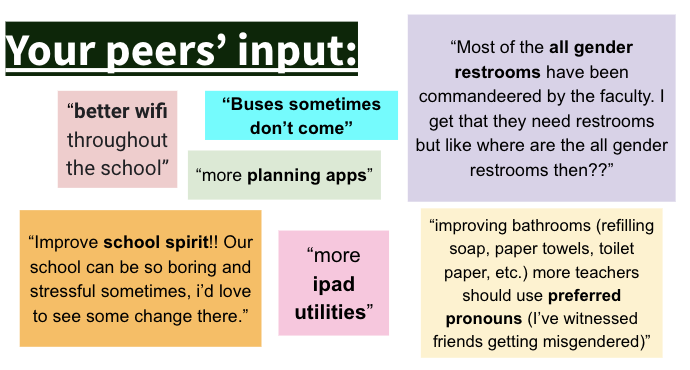 Your peers’ input:
“better wifi
throughout
the school”
“Buses sometimes
don’t come”
“more planning apps”
“Most of the all gender
restrooms have been
commandeered by the faculty. I
get that they need restrooms
but like where are the all gender
restrooms then??”
“Improve school spirit!! Our
school can be so boring and
stressful sometimes, i’d love
to see some change there.”
“more
ipad
utilities”
“improving bathrooms (refilling
soap, paper towels, toilet
paper, etc.) more teachers
should use preferred
pronouns (I’ve witnessed
friends getting misgendered)”